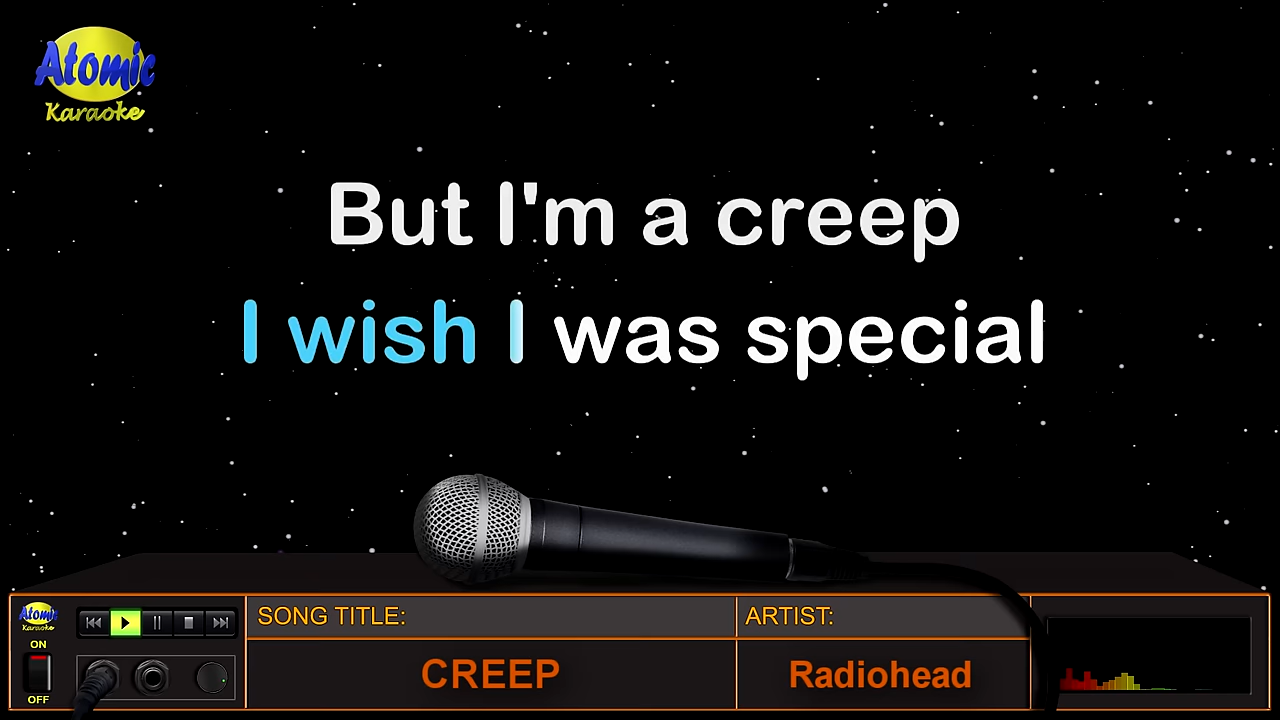 Atomic
Karaoke
But I'm a creep
I wish I was special
Atomic
Karaoke
ON
OFF
SONG TITLE:
ARTIST:
CREEP
Radiohead